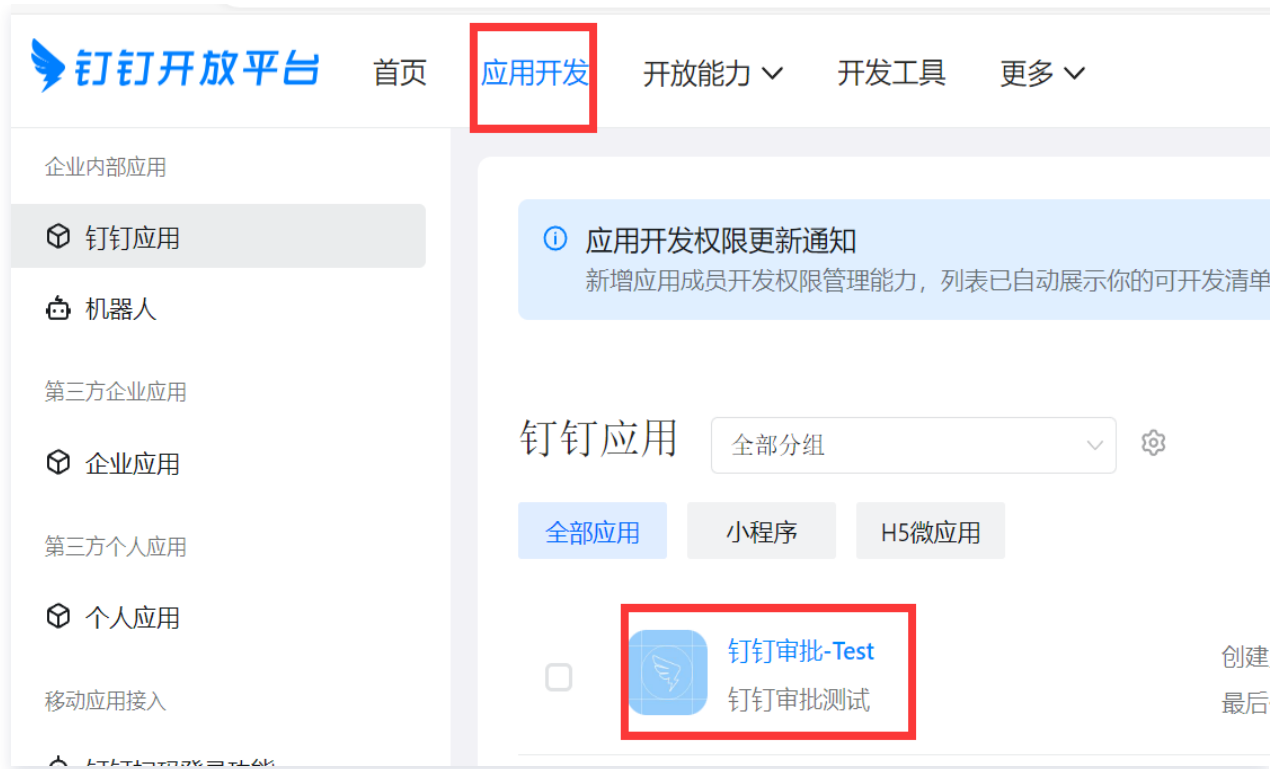 钉钉开放平台 首页 应用开发 开放能力 开发工具 更多
企业内部应用
钉钉应用
机器人
第三方企业应用
企业应用
第三方个人应用
个人应用
移动应用接入
应用开发权限更新通知
新增应用成员开发权限管理能力，列表已自动展示你的可开发清单
钉钉应用 全部分组
全部应用 小程序 H5微应用
钉钉审批-Test
钉钉审批测试
创建
最后